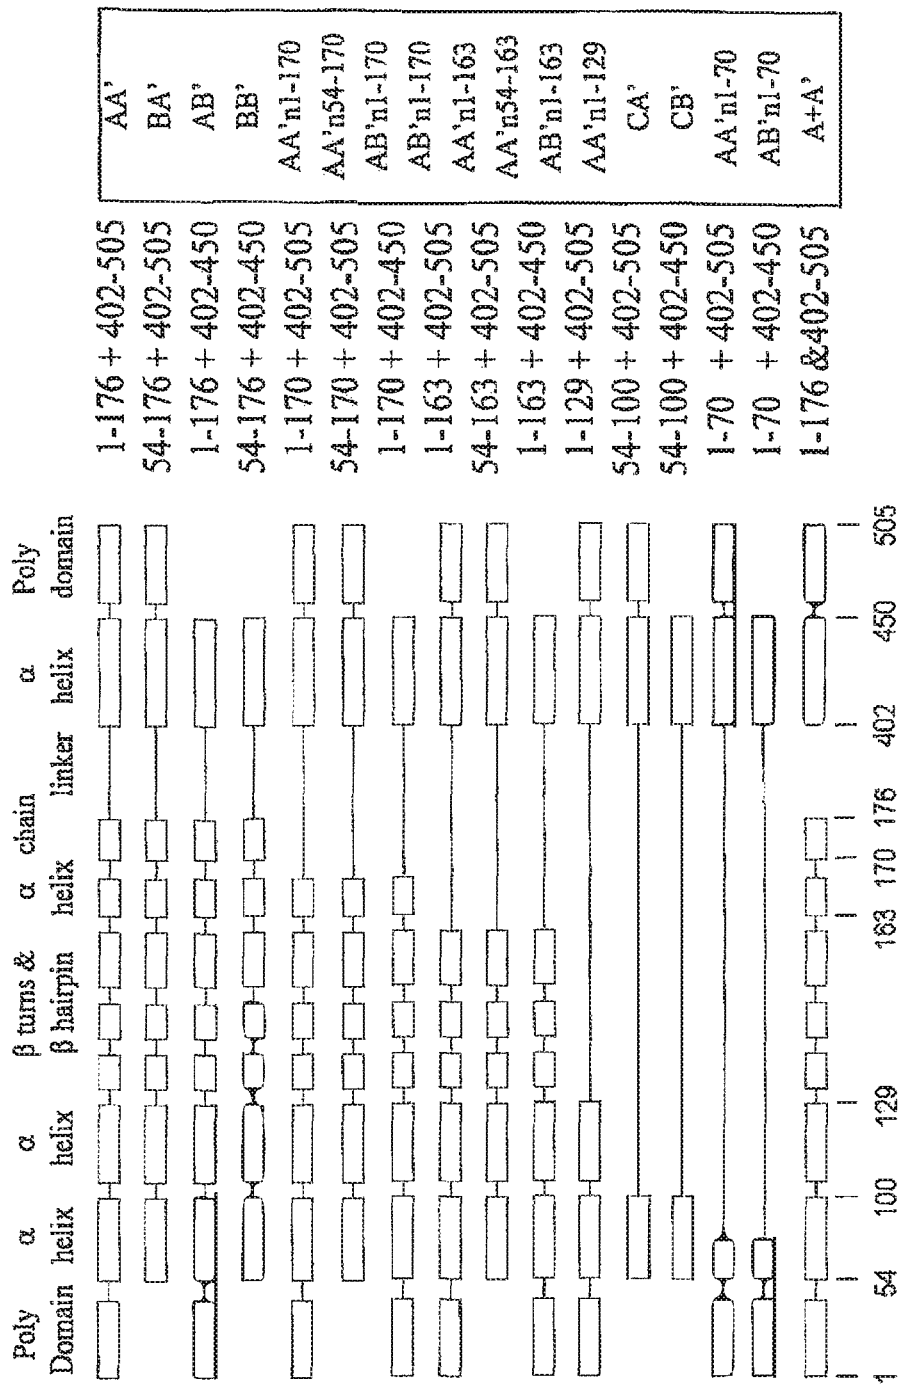 Poly α α β turns & α chain α Poly
Domain helix helix β hairpin helix linker helix domain
1-176 + 402-505
54-176 + 402-505
1-176 + 402-450
54-176 + 402-450
1-170 + 402-505
54-170 + 402-505
1-170 + 402-450
1-163 + 402-505
54-163 + 402-505
1-163 + 402-450
1-129 + 402-505
54-100 + 402-505
54-100 + 402-450
1-70 + 402-505
1-70 + 402-450
1-176 &402-505
AA'
BA'
AB'
BB'
AA'n1-170
AA'n54-170
AB'n1-170
AB'n1-170
AA'n1-163
AA'n54-163
AB'n1-163
AA'n1-129
CA'
CB'
AA'n1-70
AB'n1-70
A+A'
1 54 100 129 163 170 176 402 450 505